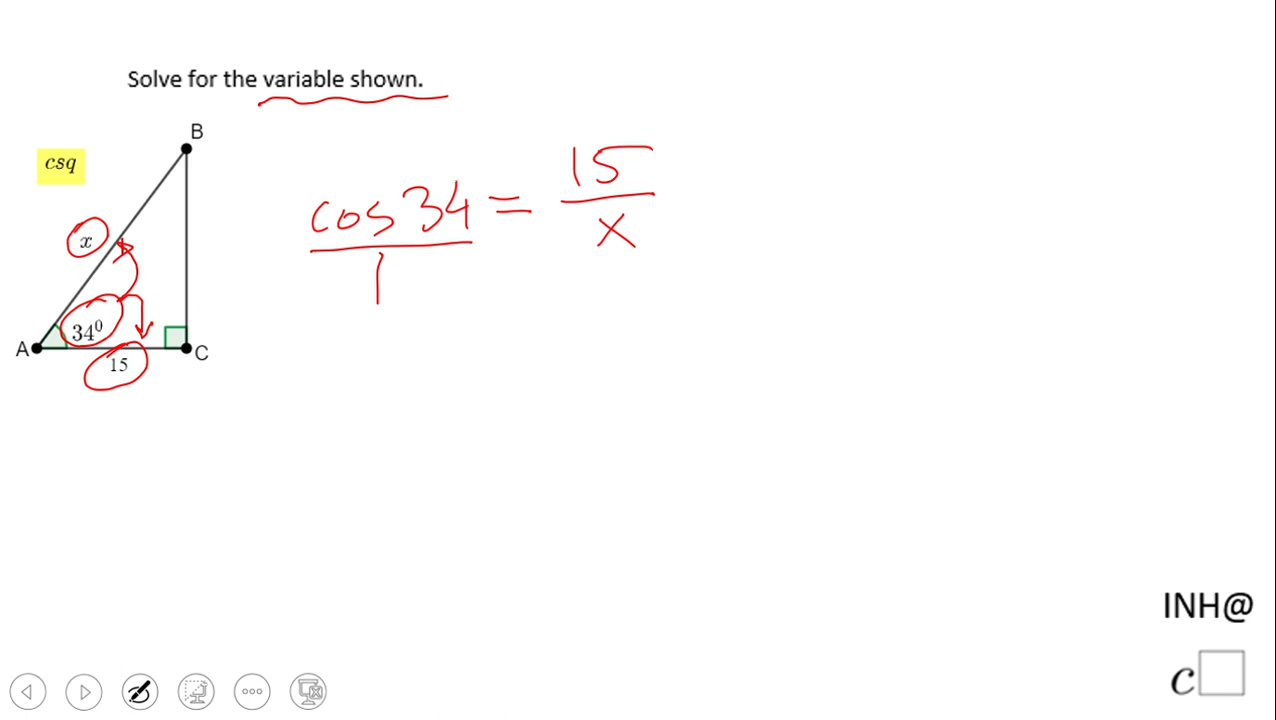 Solve for the variable shown.
B
csq
x
34⁰
A
C
15
cos 34 = 15
1
x
INH@
c